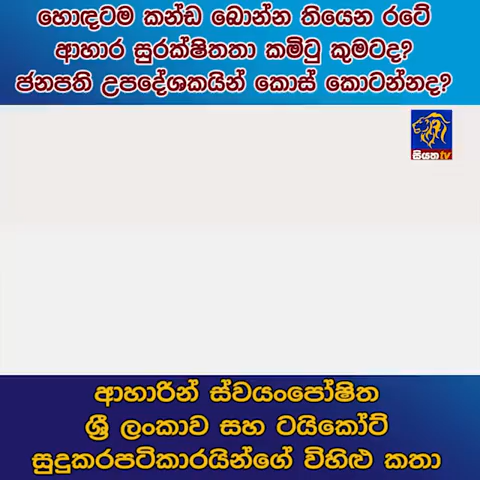 හොඳටම කන්ඩ බොන්න තියෙන රටේ
ආහාර සුරක්ෂිතතා කමිටු කුමටද?
ජනපති උපදේශකයින් කොස් කොටන්නද?
සියත tv
ආහාරින් ස්වයංපෝෂිත
ශ්‍රී ලංකාව සහ ටයිකෝට්
සුදුකරපටිකාරයින්ගේ විහිළු කතා